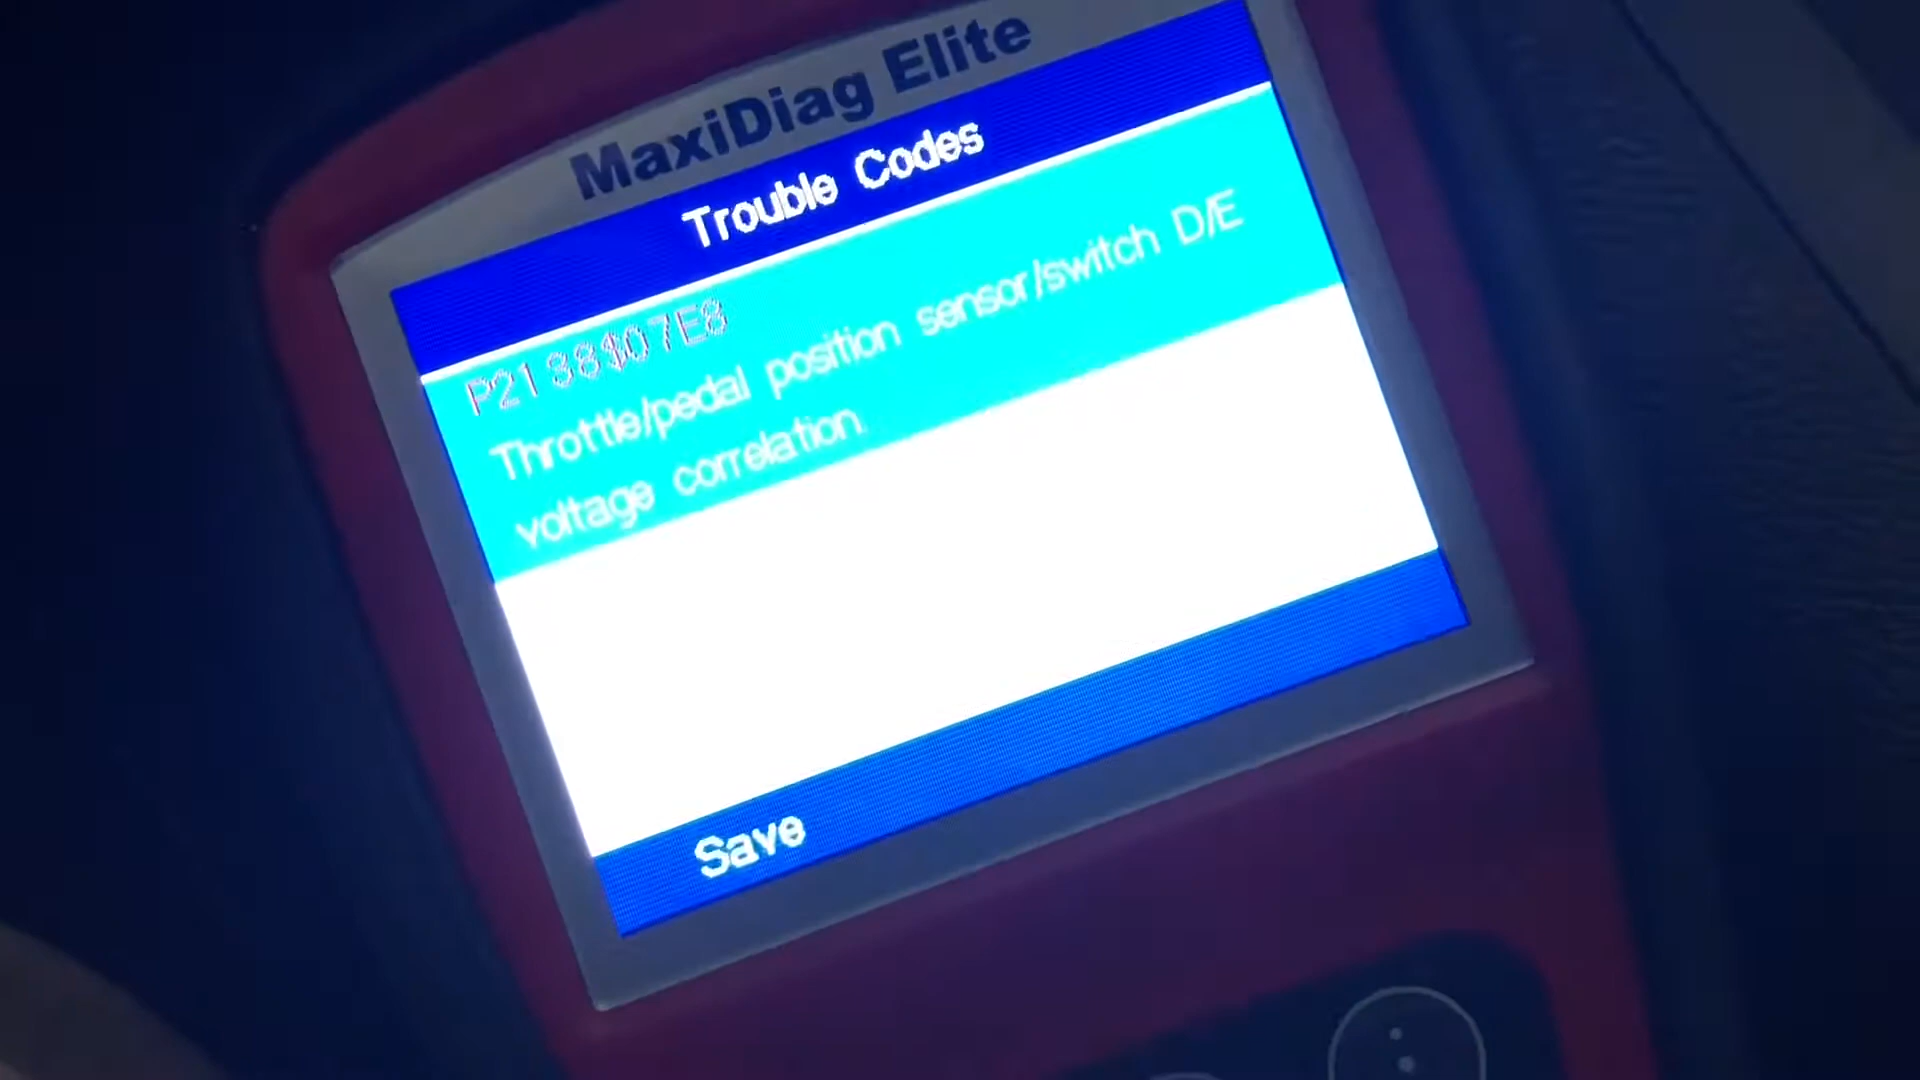 MaxiDiag Elite
Trouble Codes
P2138$07E8
Throttle/pedal position sensor/switch D/E
voltage correlation
Save